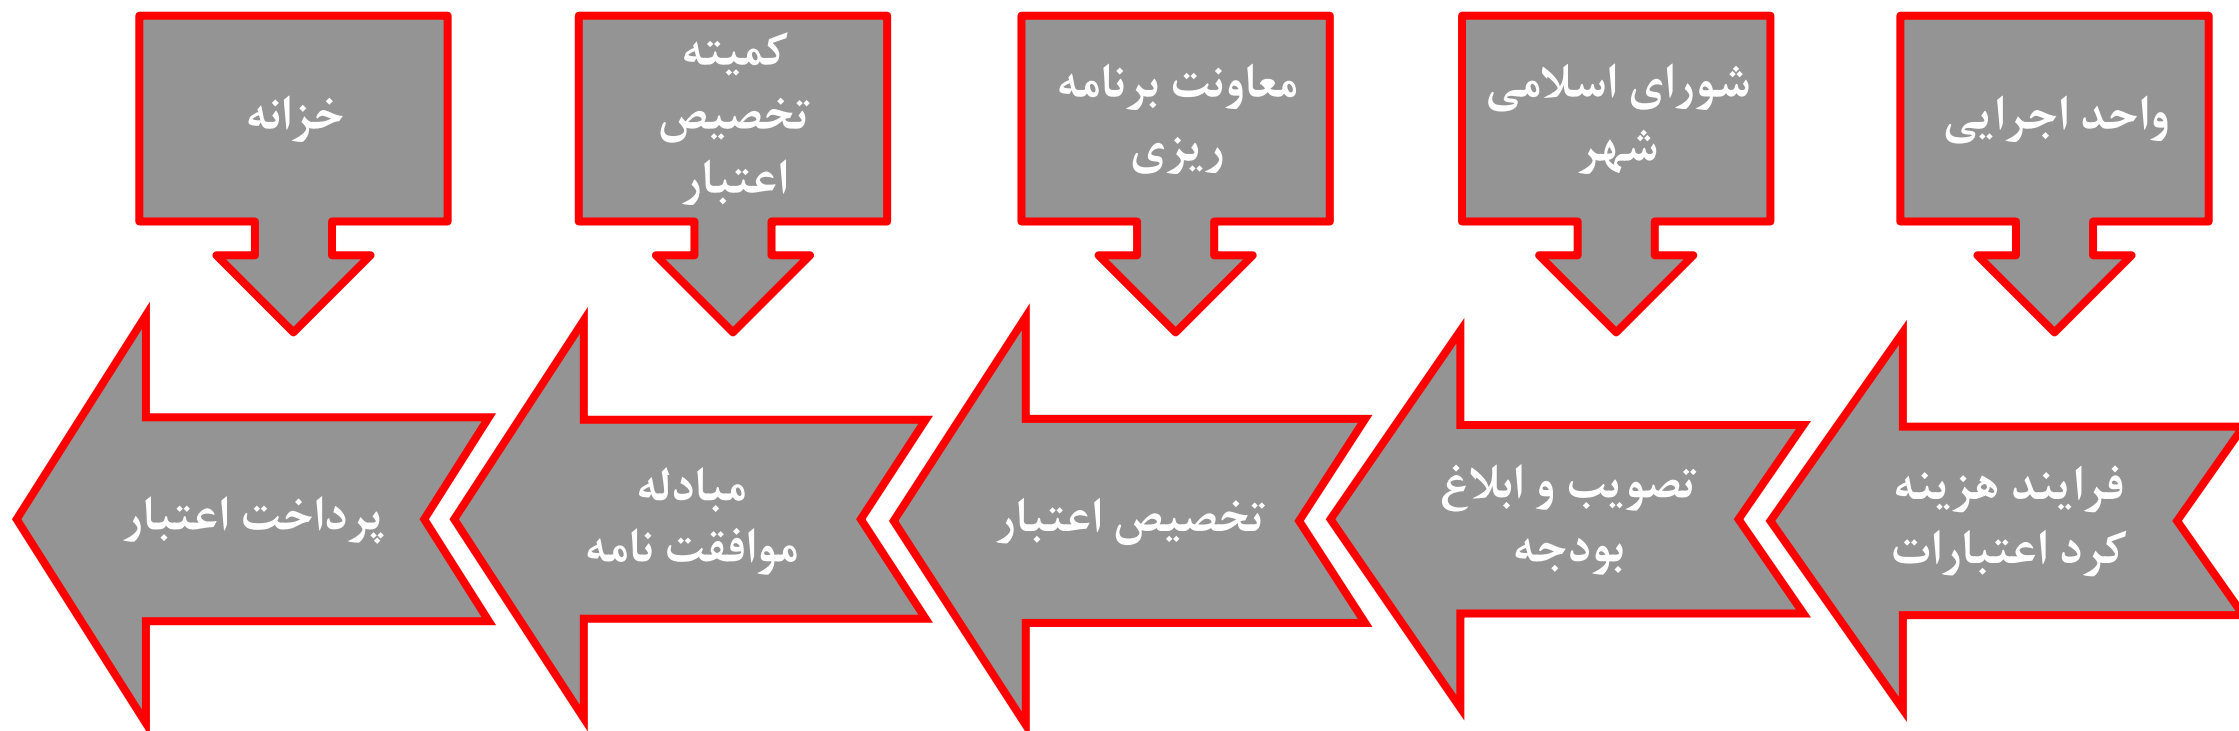 واحد اجرایی
شورای اسلامی
شهر
معاونت برنامه
ریزی
کمیته
تخصیص
اعتبار
خزانه
فرایند هزینه
کرد اعتبارات
تصویب و ابلاغ
بودجه
تخصیص اعتبار
مبادله
موافقت نامه
پرداخت اعتبار